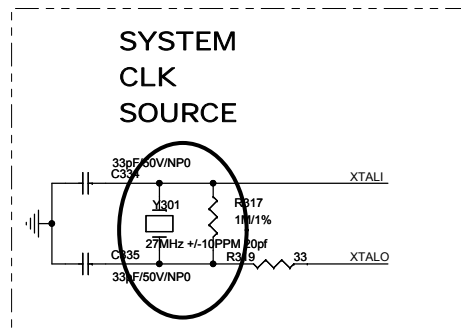 SYSTEM
CLK
SOURCE
33pF/50V/NP0
C334
XTALI
Y301
R317
1M/1%
27MHz +/-10PPM 20pf
C335
R319
33
XTALO
33pF/50V/NP0